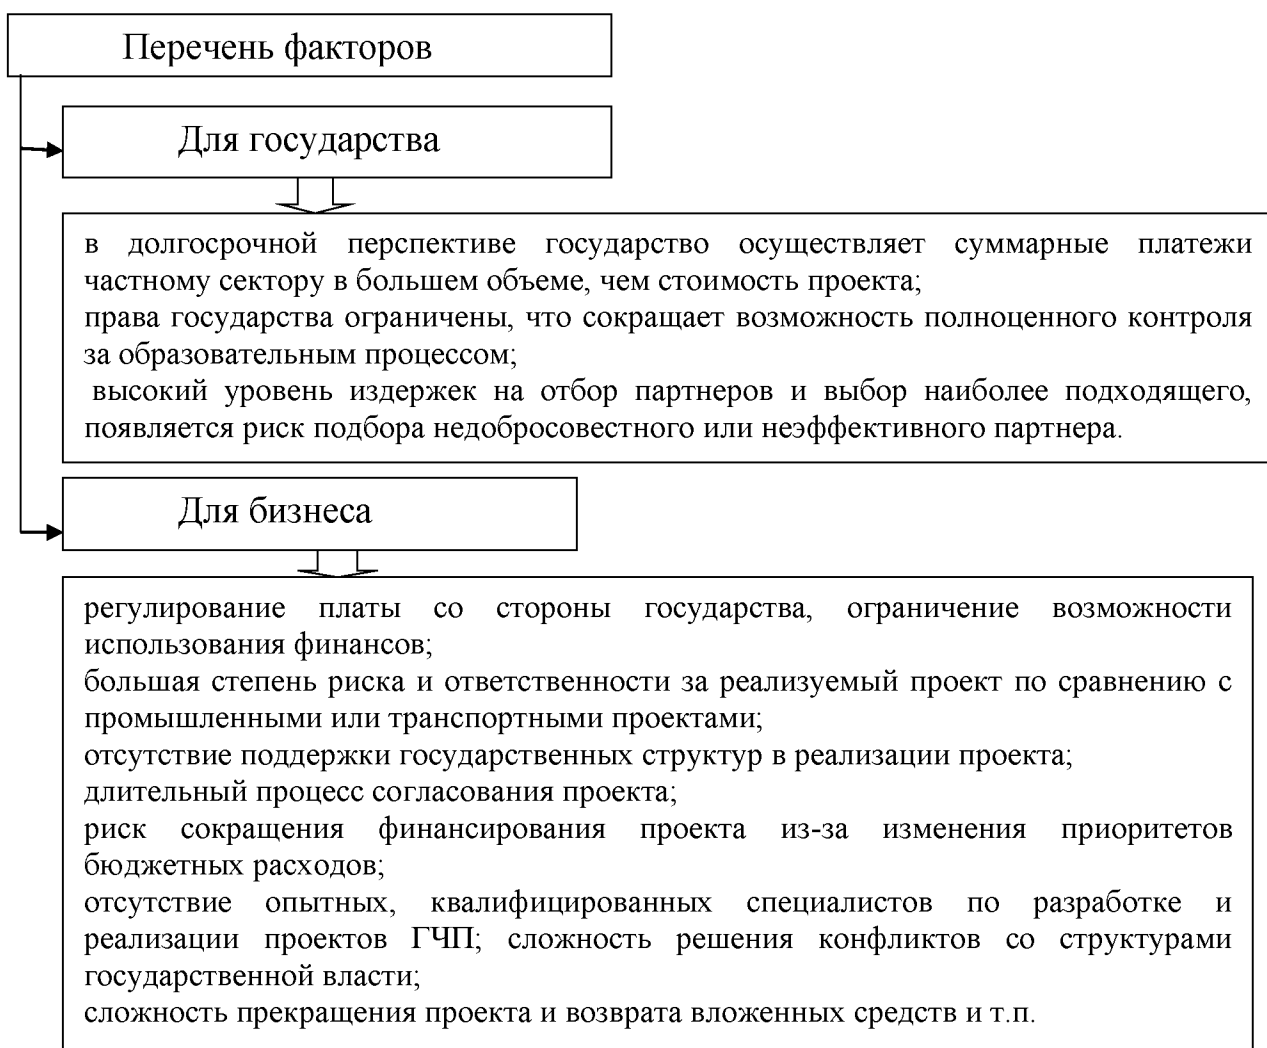 Перечень факторов
Для государства
в долгосрочной перспективе государство осуществляет суммарные платежи
частному сектору в большем объеме, чем стоимость проекта;
права государства ограничены, что сокращает возможность полноценного контроля
за образовательным процессом;
высокий уровень издержек на отбор партнеров и выбор наиболее подходящего,
появляется риск подбора недобросовестного или неэффективного партнера.
Для бизнеса
регулирование платы со стороны государства, ограничение возможности
использования финансов;
большая степень риска и ответственности за реализуемый проект по сравнению с
промышленными или транспортными проектами;
отсутствие поддержки государственных структур в реализации проекта;
длительный процесс согласования проекта;
риск сокращения финансирования проекта из-за изменения приоритетов
бюджетных расходов;
отсутствие опытных, квалифицированных специалистов по разработке и
реализации проектов ГЧП; сложность решения конфликтов со структурами
государственной власти;
сложность прекращения проекта и возврата вложенных средств и т.п.